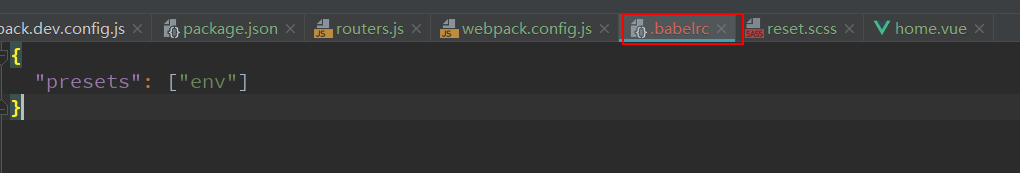 pack.dev.config.js package.json routers.js webpack.config.js .babelrc reset.scss home.vue
{
"presets": ["env"]
}